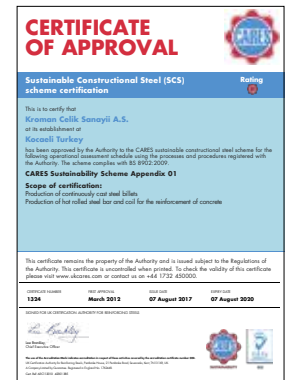 CERTIFICATE
OF APPROVAL
CARES
Sustainable Constructional Steel (SCS)
scheme certification
Rating
This is to certify that
Kroman Celik Sanayii A.S.
at its establishment at
Kocaeli Turkey
has been approved by the Authority to the CARES sustainable constructional steel scheme for the
following operational assessment schedule using the processes and procedures registered with
the Authority. The scheme complies with BS 8902:2009.
CARES Sustainability Scheme Appendix 01
Scope of certification:
Production of continuously cast steel billets
Production of hot rolled steel bar and coil for the reinforcement of concrete
This certificate remains the property of the Authority and is issued subject to the Regulations of
the Authority. This certificate is uncontrolled when printed. To check the validity of this certificate
please visit www.ukcares.com or contact us on +44 1732 450000.
CERTIFICATE NUMBER
FIRST APPROVAL
ISSUE DATE
EXPIRY DATE
1324
March 2012
07 August 2017
07 August 2020
SIGNED FOR UK CERTIFICATION AUTHORITY FOR REINFORCING STEELS
Lee Brankley
Chief Executive Officer
CARES